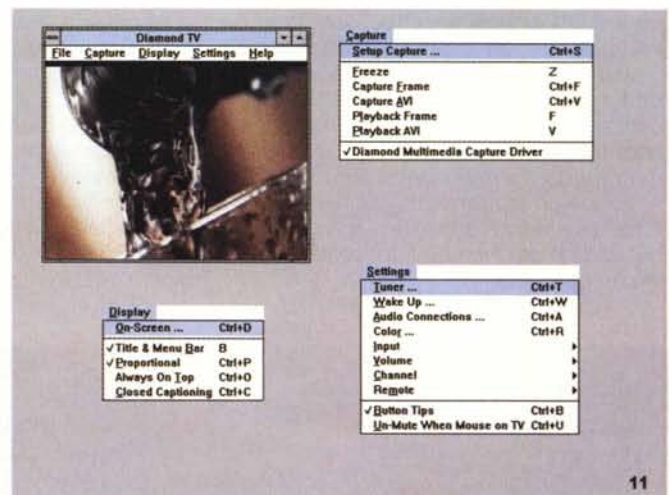 Diamond TV
File Capture Display Settings Help
Capture
Setup Capture ... Ctrl+S
Freeze Z
Capture Frame Ctrl+F
Capture AVI Ctrl+V
Playback Frame F
Playback AVI V
✓Diamond Multimedia Capture Driver
Display
On-Screen ... Ctrl+D
✓Title & Menu Bar B
✓Proportional Ctrl+P
Always On Top Ctrl+O
Closed Captioning Ctrl+C
Settings
Tuner ... Ctrl+T
Wake Up ... Ctrl+W
Audio Connections ... Ctrl+A
Color ... Ctrl+R
Input
Volume
Channel
Remote
✓Button Tips Ctrl+B
Un-Mute When Mouse on TV Ctrl+U
11